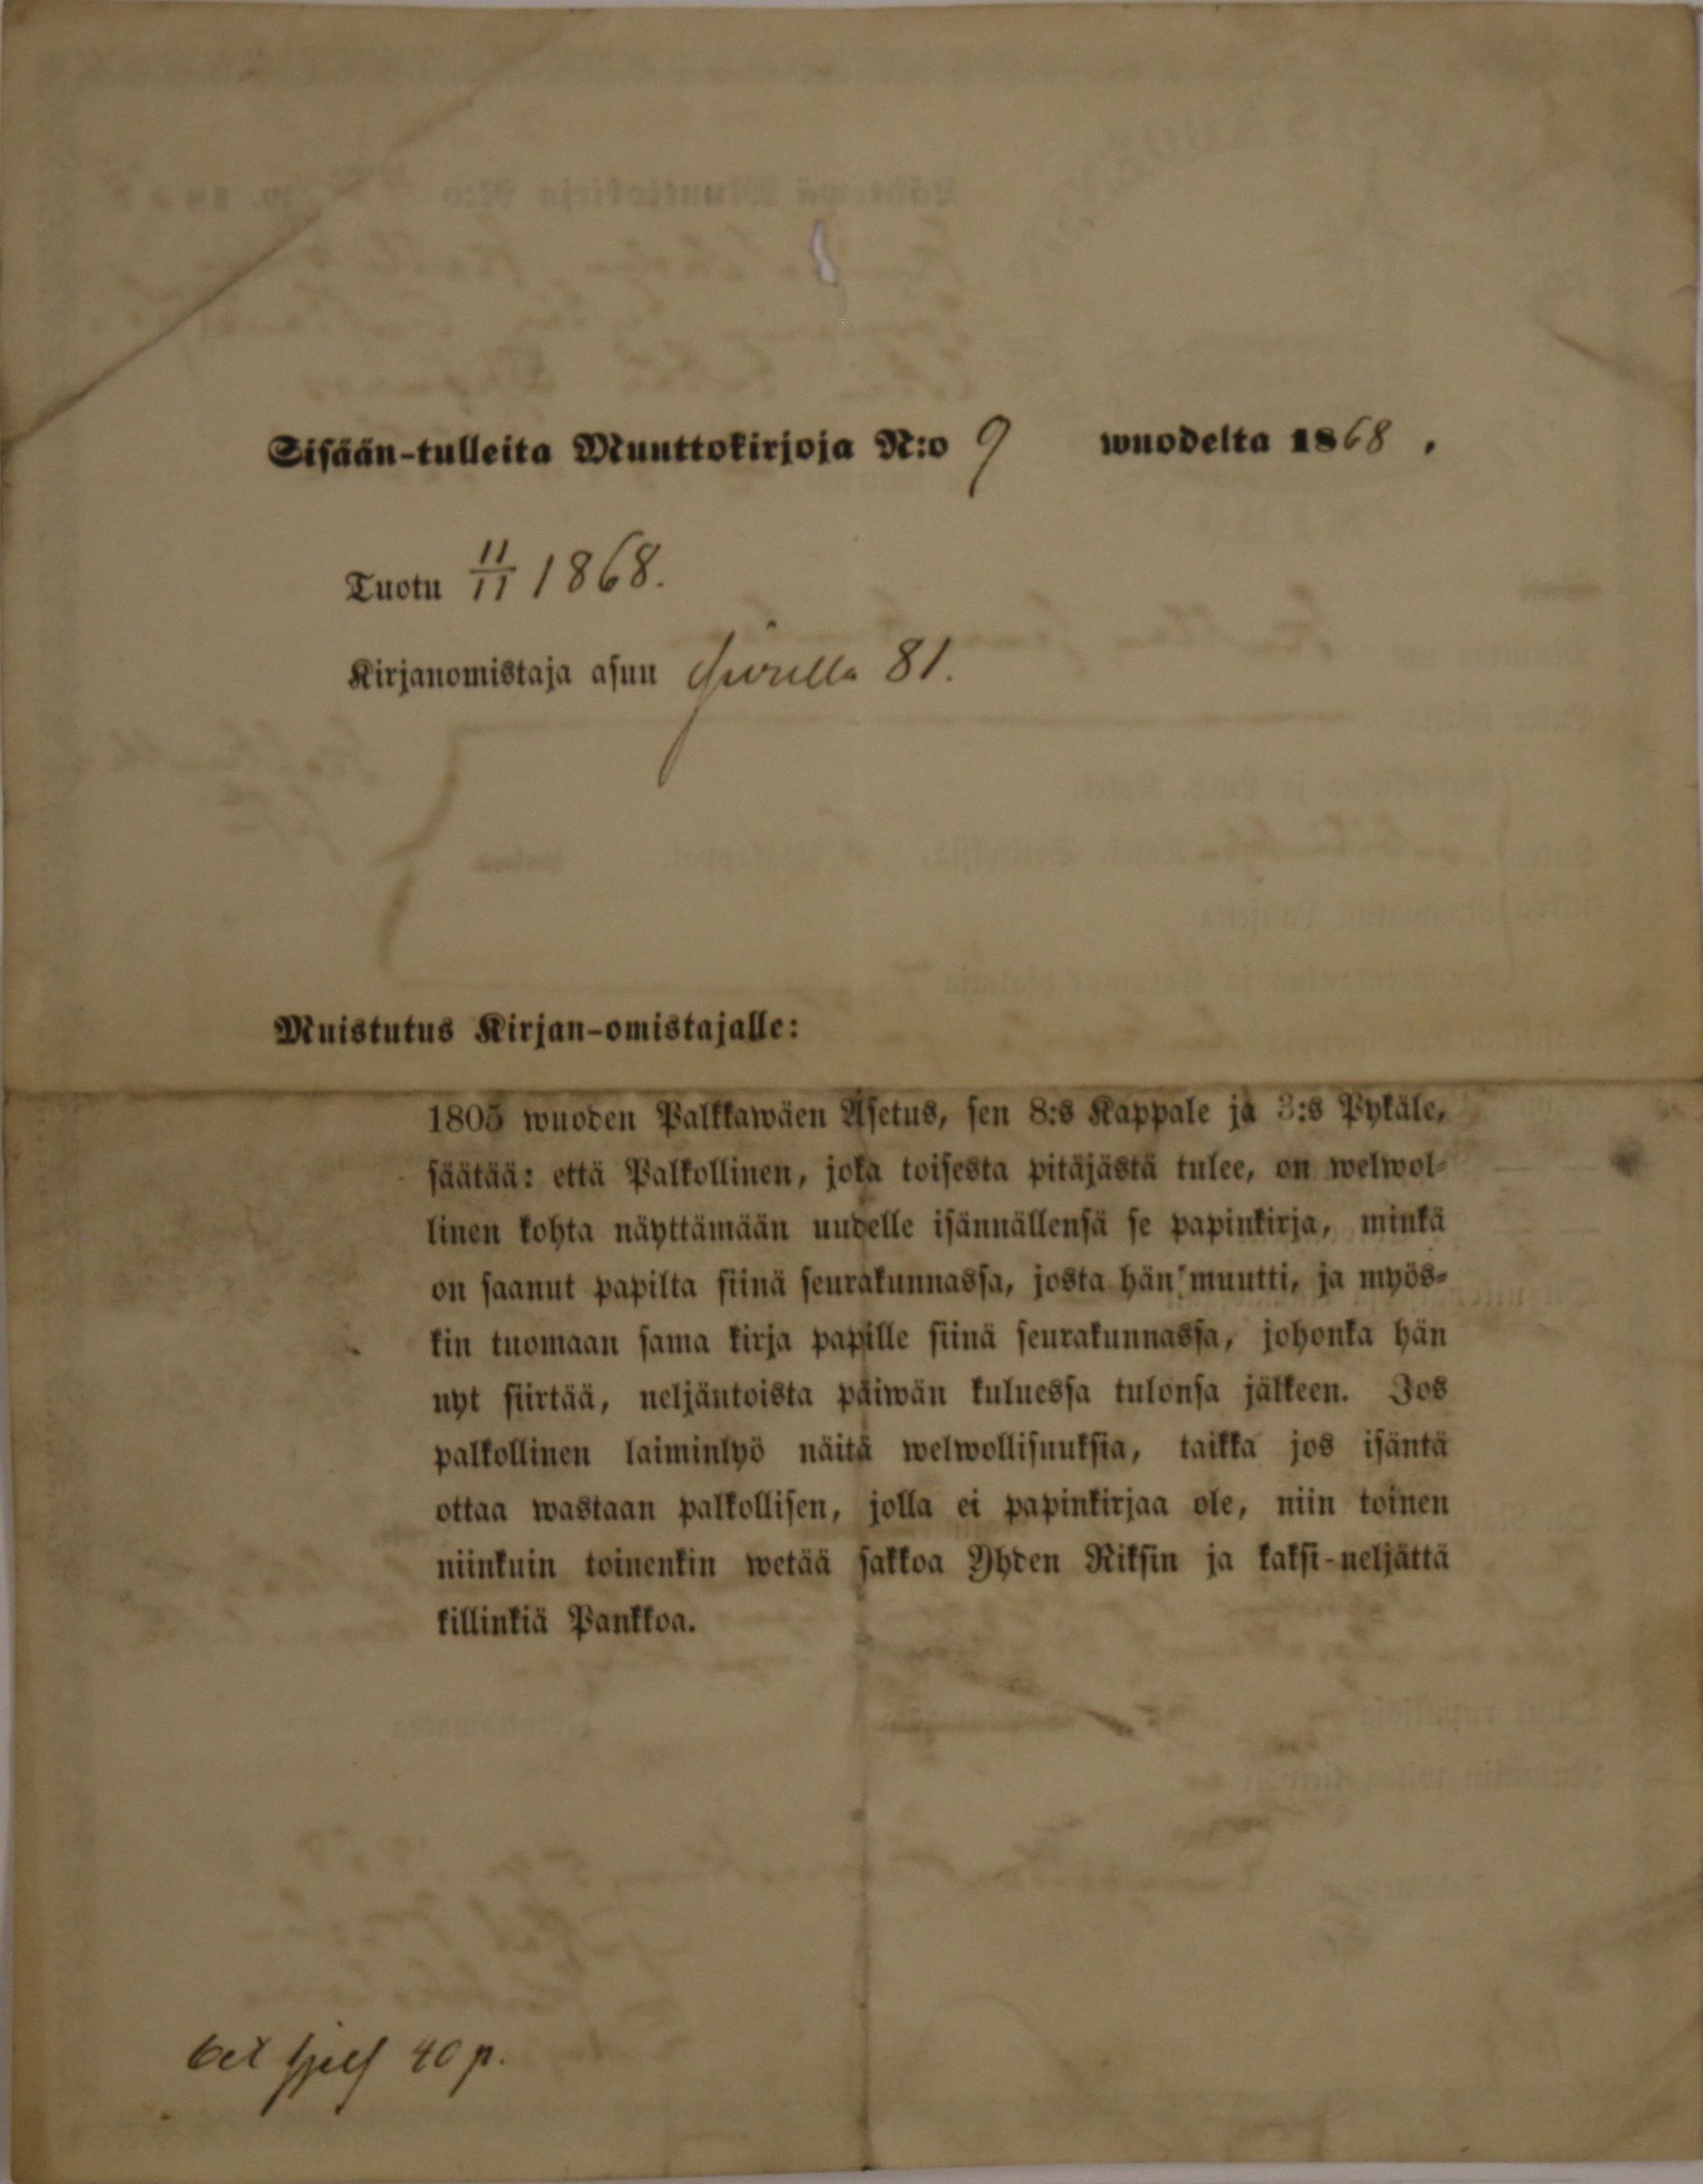 Sisään-tulleita Muuttokirjoja N:o 9 wuodelta 1868.
Tuotu 11/11 1868.
Kirjanomistaja asuu 81.
Muistutus Kirjan-omistajalle:
1805 wuoden Palkkawäen Asetus, sen 8:s Kappale ja 3:s Pykäle,
säätää: että Palkollinen, joka toisesta pitäjästä tulee, on welwol-
linen kohta näyttämään uudelle isännällensä se papinkirja, minkä
on saanut papilta siinä seurakunnassa, josta hän muutti, ja myös-
kin tuomaan sama kirja papille siinä seurakunnassa, johonka hän
nyt siirtää, neljäntoista päiwän kuluessa tulonsa jälkeen. Jos
palkollinen laiminlyö näitä welwollisuuksia, taikka jos isäntä
ottaa wastaan palkollisen, jolla ei papinkirjaa ole, niin toinen
niinkuin toinenkin wetää sakkoa Yhden Riksin ja kaksi-neljättä
killinkiä Pankkoa.
bet sjelf 40 p.